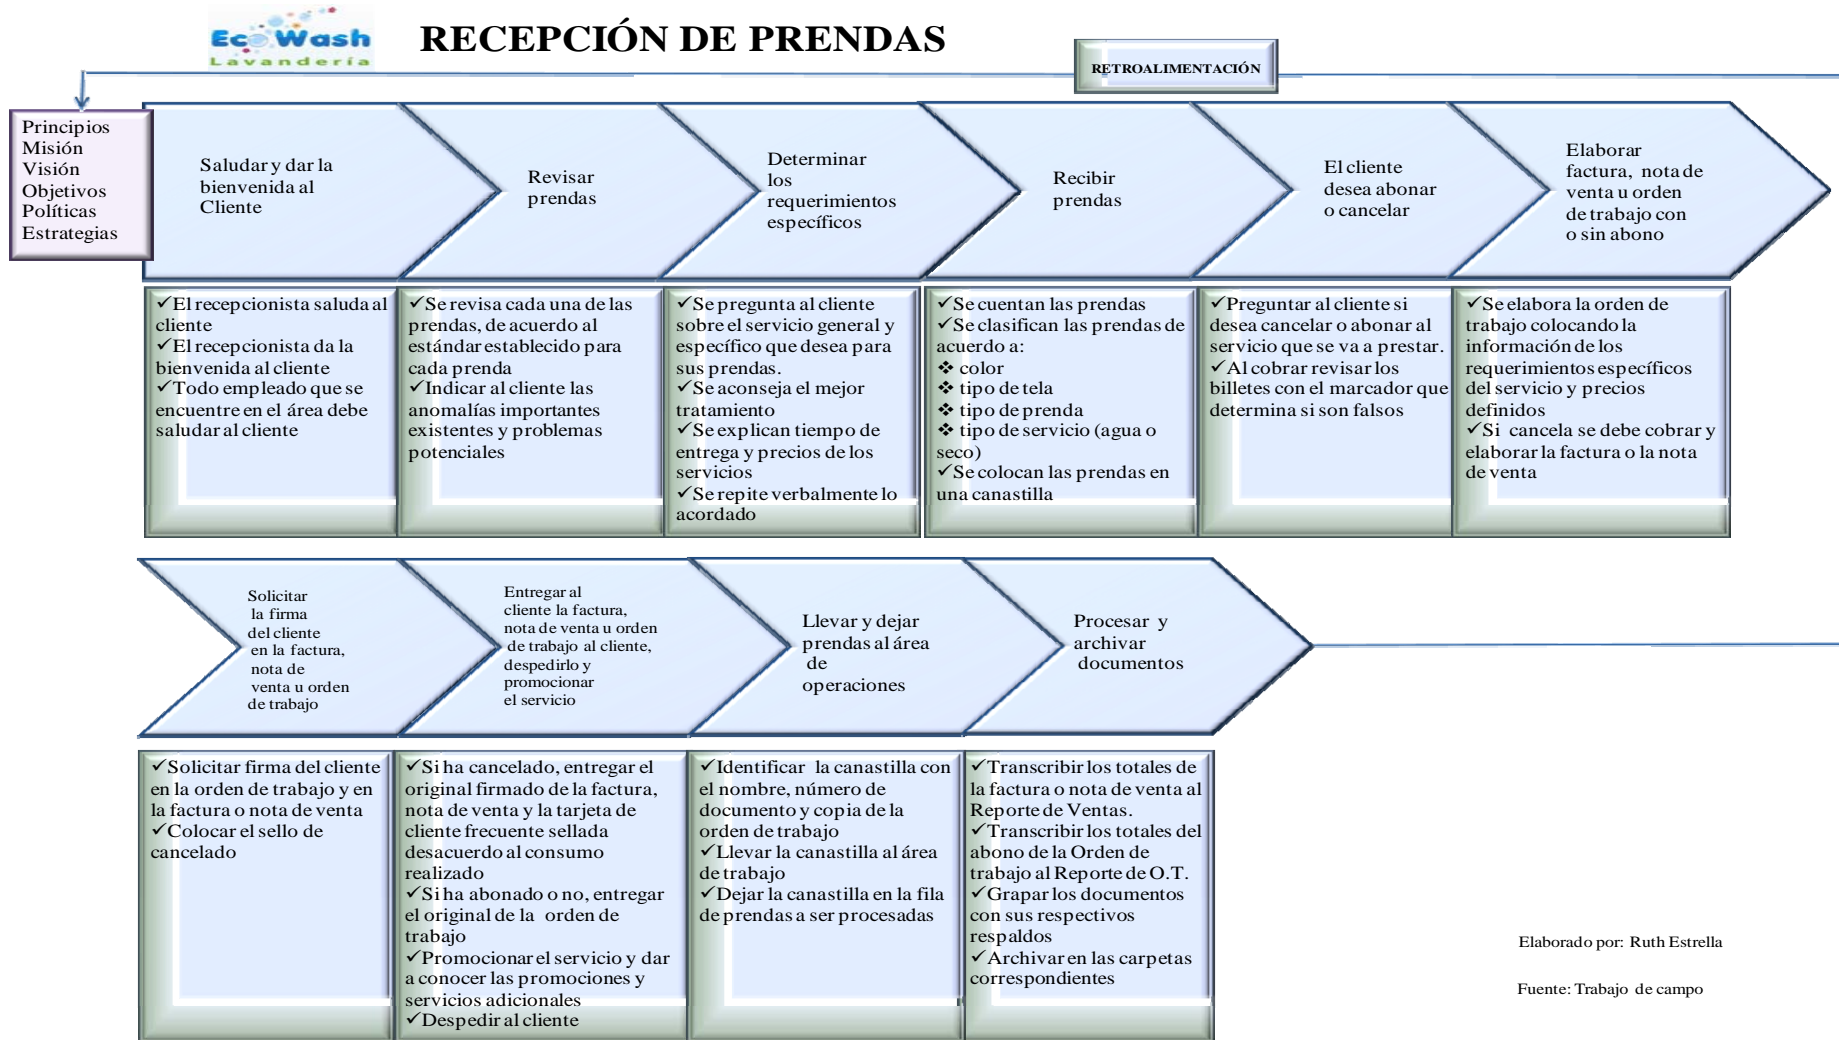 EcoWash
Lavandería
RECEPCIÓN DE PRENDAS
RETROALIMENTACIÓN
Principios
Misión
Visión
Objetivos
Políticas
Estrategias
Saludar y dar la
bienvenida al
Cliente
Revisar
prendas
Determinar
los
requerimientos
específicos
Recibir
prendas
El cliente
desea abonar
o cancelar
Elaborar
factura, nota de
venta u orden
de trabajo con
o sin abono
✓El recepcionista saluda al
cliente
✓El recepcionista da la
bienvenida al cliente
✓Todo empleado que se
encuentre en el área debe
saludar al cliente
✓Se revisa cada una de las
prendas, de acuerdo al
estándar establecido para
cada prenda
✓Indicar al cliente las
anomalías importantes
existentes y problemas
potenciales
✓Se pregunta al cliente
sobre el servicio general y
específico que desea para
sus prendas.
✓Se aconseja el mejor
tratamiento
✓Se explican tiempo de
entrega y precios de los
servicios
✓Se repite verbalmente lo
acordado
✓Se cuentan las prendas
✓Se clasifican las prendas de
acuerdo a:
❖ color
❖ tipo de tela
❖ tipo de prenda
❖ tipo de servicio (agua o
seco)
✓Se colocan las prendas en
una canastilla
✓Preguntar al cliente si
desea cancelar o abonar al
servicio que se va a prestar.
✓Al cobrar revisar los
billetes con el marcador que
determina si son falsos
✓Se elabora la orden de
trabajo colocando la
información de los
requerimientos específicos
del servicio y precios
definidos
✓Si cancela se debe cobrar y
elaborar la factura o la nota
de venta
Solicitar
la firma
del cliente
en la factura,
nota de
venta u orden
de trabajo
Entregar al
cliente la factura,
nota de venta u orden
de trabajo al cliente,
despedirlo y
promocionar
el servicio
Llevar y dejar
prendas al área
de
operaciones
Procesar y
archivar
documentos
✓Solicitar firma del cliente
en la orden de trabajo y en
la factura o nota de venta
✓Colocar el sello de
cancelado
✓Si ha cancelado, entregar el
original firmado de la factura,
nota de venta y la tarjeta de
cliente frecuente sellada
desacuerdo al consumo
realizado
✓Si ha abonado o no, entregar
el original de la orden de
trabajo
✓Promocionar el servicio y dar
a conocer las promociones y
servicios adicionales
✓Despedir al cliente
✓Identificar la canastilla con
el nombre, número de
documento y copia de la
orden de trabajo
✓Llevar la canastilla al área
de trabajo
✓Dejar la canastilla en la fila
de prendas a ser procesadas
✓Transcribir los totales de
la factura o nota de venta al
Reporte de Ventas.
✓Transcribir los totales del
abono de la Orden de
trabajo al Reporte de O.T.
✓Grapar los documentos
con sus respectivos
respaldos
✓Archivar en las carpetas
correspondientes
Elaborado por: Ruth Estrella
Fuente: Trabajo de campo